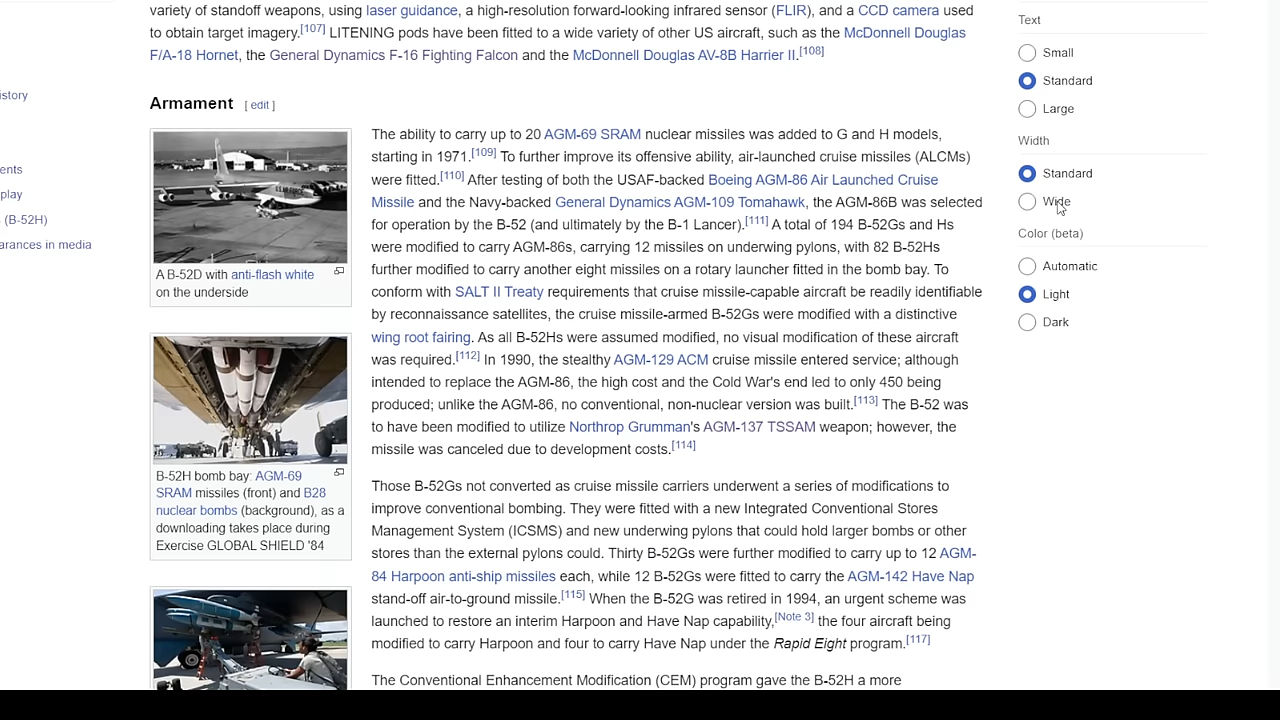 variety of standoff weapons, using laser guidance, a high-resolution forward-looking infrared sensor (FLIR), and a CCD camera used
to obtain target imagery.[107] LITENING pods have been fitted to a wide variety of other US aircraft, such as the McDonnell Douglas
F/A-18 Hornet, the General Dynamics F-16 Fighting Falcon and the McDonnell Douglas AV-8B Harrier II.[108]
Armament [ edit ]
The ability to carry up to 20 AGM-69 SRAM nuclear missiles was added to G and H models,
starting in 1971.[109] To further improve its offensive ability, air-launched cruise missiles (ALCMs)
were fitted.[110] After testing of both the USAF-backed Boeing AGM-86 Air Launched Cruise
Missile and the Navy-backed General Dynamics AGM-109 Tomahawk, the AGM-86B was selected
for operation by the B-52 (and ultimately by the B-1 Lancer).[111] A total of 194 B-52Gs and Hs
were modified to carry AGM-86s, carrying 12 missiles on underwing pylons, with 82 B-52Hs
further modified to carry another eight missiles on a rotary launcher fitted in the bomb bay. To
conform with SALT II Treaty requirements that cruise missile-capable aircraft be readily identifiable
by reconnaissance satellites, the cruise missile-armed B-52Gs were modified with a distinctive
wing root fairing. As all B-52Hs were assumed modified, no visual modification of these aircraft
was required.[112] In 1990, the stealthy AGM-129 ACM cruise missile entered service; although
intended to replace the AGM-86, the high cost and the Cold War's end led to only 450 being
produced; unlike the AGM-86, no conventional, non-nuclear version was built.[113] The B-52 was
to have been modified to utilize Northrop Grumman's AGM-137 TSSAM weapon; however, the
missile was canceled due to development costs.[114]
Those B-52Gs not converted as cruise missile carriers underwent a series of modifications to
improve conventional bombing. They were fitted with a new Integrated Conventional Stores
Management System (ICSMS) and new underwing pylons that could hold larger bombs or other
stores than the external pylons could. Thirty B-52Gs were further modified to carry up to 12 AGM-
84 Harpoon anti-ship missiles each, while 12 B-52Gs were fitted to carry the AGM-142 Have Nap
stand-off air-to-ground missile.[115] When the B-52G was retired in 1994, an urgent scheme was
launched to restore an interim Harpoon and Have Nap capability,[Note 3] the four aircraft being
modified to carry Harpoon and four to carry Have Nap under the Rapid Eight program.[117]
The Conventional Enhancement Modification (CEM) program gave the B-52H a more
A B-52D with anti-flash white
on the underside
B-52H bomb bay: AGM-69
SRAM missiles (front) and B28
nuclear bombs (background), as a
downloading takes place during
Exercise GLOBAL SHIELD '84
istory
ents
play
(B-52H)
arances in media
Text
Small
Standard
Large
Width
Standard
Wide
Color (beta)
Automatic
Light
Dark